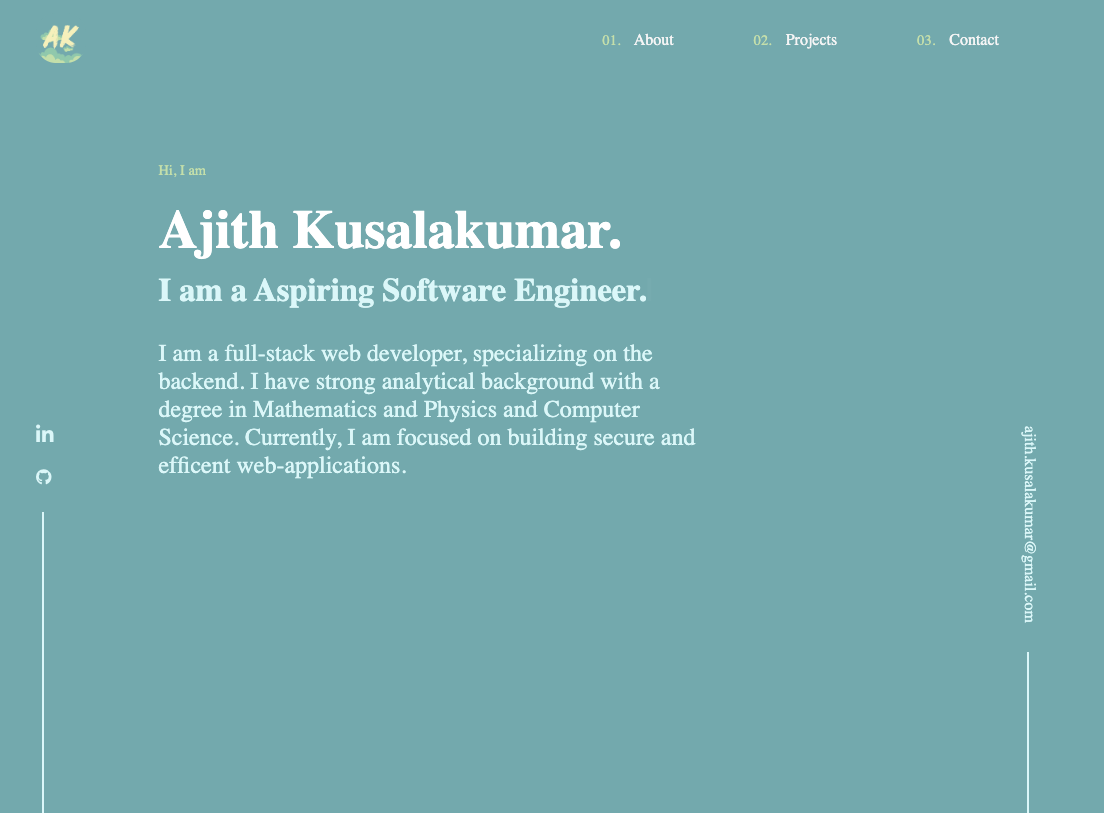 AK
01. About 02. Projects 03. Contact
Hi, I am
Ajith Kusalakumar.
I am a Aspiring Software Engineer.
I am a full-stack web developer, specializing on the
backend. I have strong analytical background with a
degree in Mathematics and Physics and Computer
Science. Currently, I am focused on building secure and
efficent web-applications.
in
ajith.kusalakumar@gmail.com